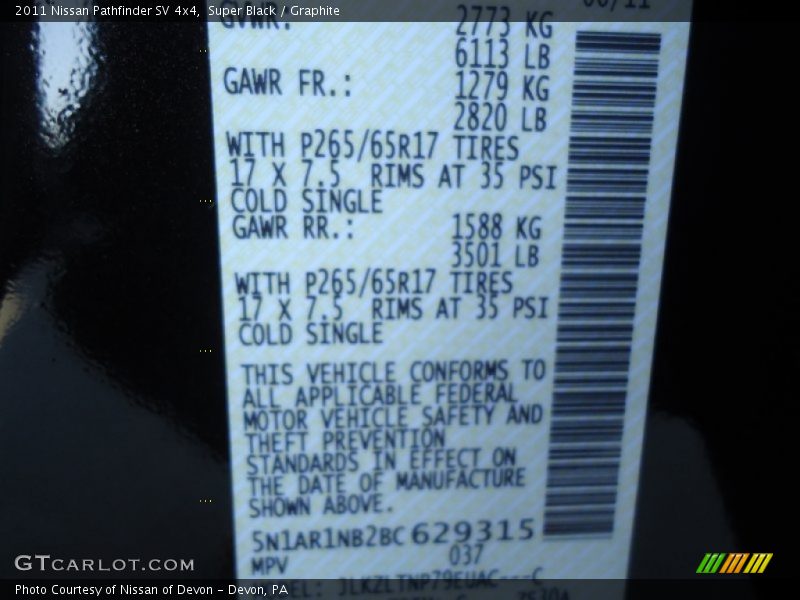 2011 Nissan Pathfinder SV 4x4, Super Black / Graphite
GVWR: 2773 KG
6113 LB
GAWR FR.: 1279 KG
2820 LB
WITH P265/65R17 TIRES
17 X 7.5 RIMS AT 35 PSI
COLD SINGLE
GAWR RR.: 1588 KG
3501 LB
WITH P265/65R17 TIRES
17 X 7.5 RIMS AT 35 PSI
COLD SINGLE
THIS VEHICLE CONFORMS TO
ALL APPLICABLE FEDERAL
MOTOR VEHICLE SAFETY AND
THEFT PREVENTION
STANDARDS IN EFFECT ON
THE DATE OF MANUFACTURE
SHOWN ABOVE.
5N1AR1NB2BC629315
MPV 037
GTCARLOT.COM
Photo Courtesy of Nissan of Devon - Devon, PA